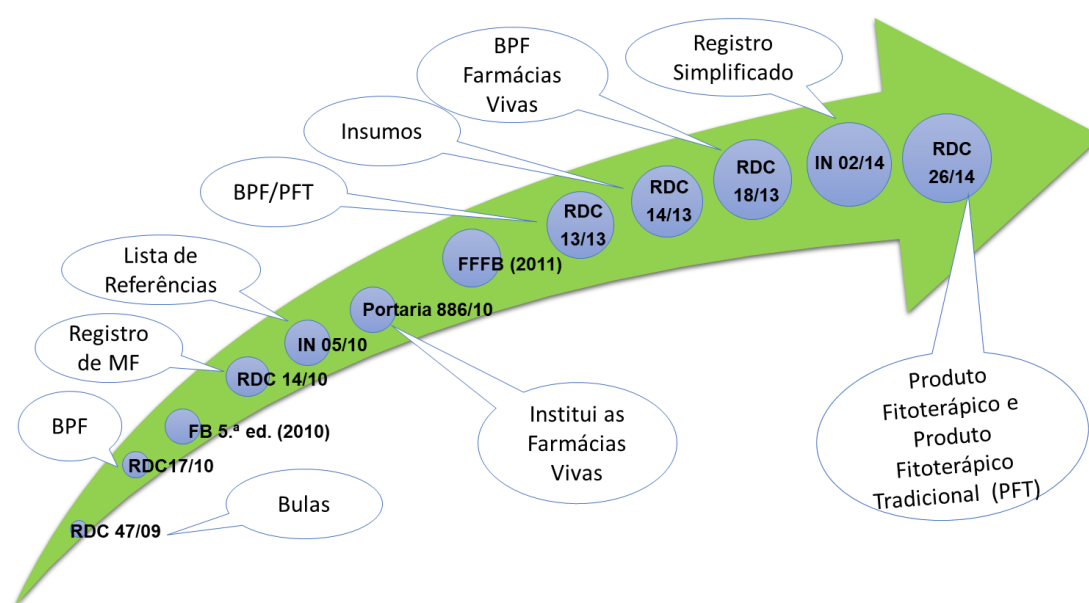 BPF
Farmácias
Vivas
Registro
Simplificado
Insumos
BPF/PFT
RDC
13/13
RDC
14/13
RDC
18/13
IN 02/14
RDC
26/14
Lista de
Referências
FFFB (2011)
Registro
de MF
Portaria 886/10
IN 05/10
RDC 14/10
BPF
FB 5.ª ed. (2010)
RDC17/10
RDC 47/09
Bulas
Institui as
Farmácias
Vivas
Produto
Fitoterápico e
Produto
Fitoterápico
Tradicional (PFT)